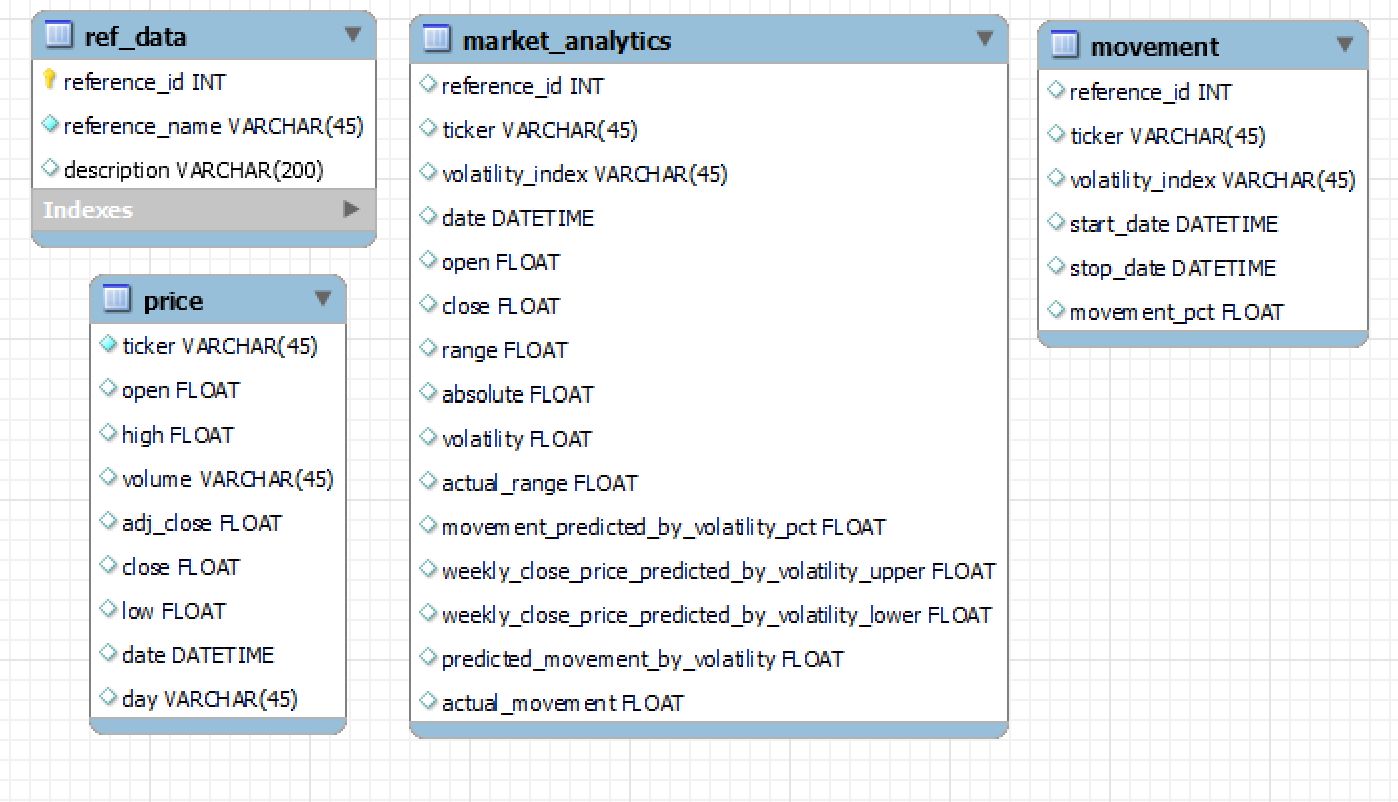 ref_data
reference_id INT
reference_name VARCHAR(45)
description VARCHAR(200)
Indexes
price
ticker VARCHAR(45)
open FLOAT
high FLOAT
volume VARCHAR(45)
adj_close FLOAT
close FLOAT
low FLOAT
date DATETIME
day VARCHAR(45)
market_analytics
reference_id INT
ticker VARCHAR(45)
volatility_index VARCHAR(45)
date DATETIME
open FLOAT
close FLOAT
range FLOAT
absolute FLOAT
volatility FLOAT
actual_range FLOAT
movement_predicted_by_volatility_pct FLOAT
weekly_close_price_predicted_by_volatility_upper FLOAT
weekly_close_price_predicted_by_volatility_lower FLOAT
predicted_movement_by_volatility FLOAT
actual_movement FLOAT
movement
reference_id INT
ticker VARCHAR(45)
volatility_index VARCHAR(45)
start_date DATETIME
stop_date DATETIME
movement_pct FLOAT